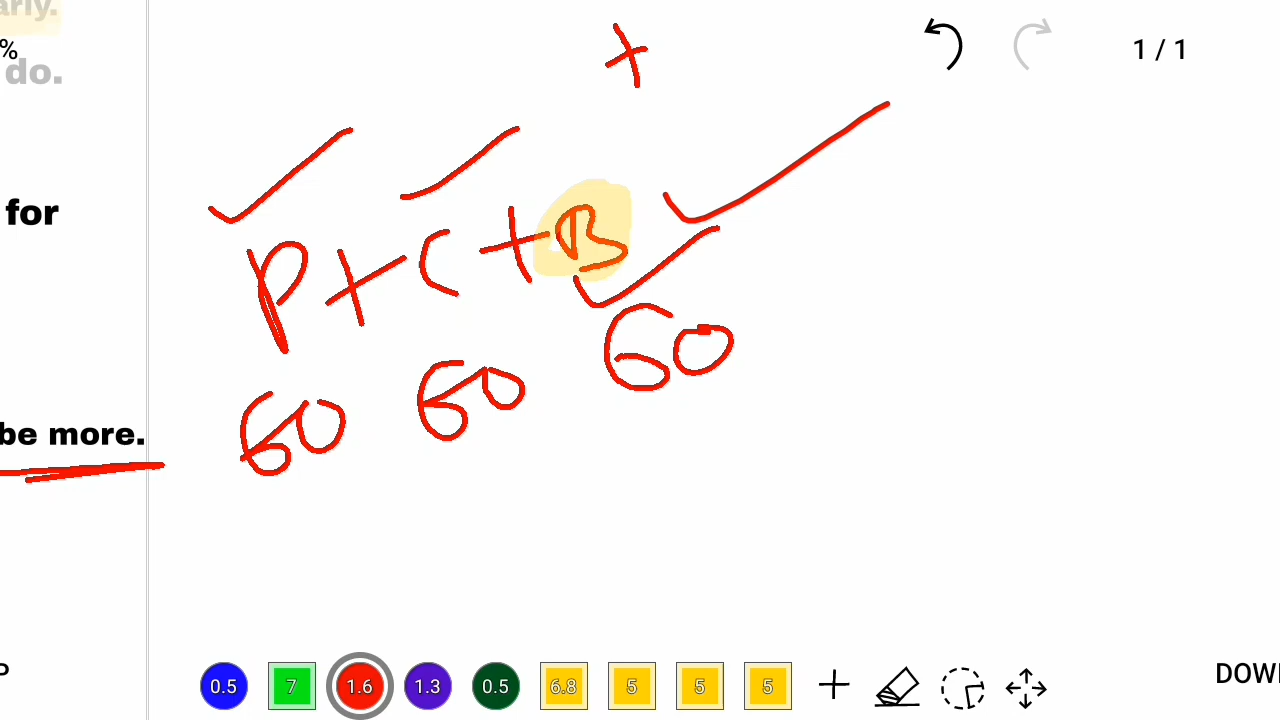 arly.
%
do.
1 / 1
+
for
P + C + B
60 60 60
be more.
P
0.5 7 1.6 1.3 0.5 6.8 5 5 5 +
DOW